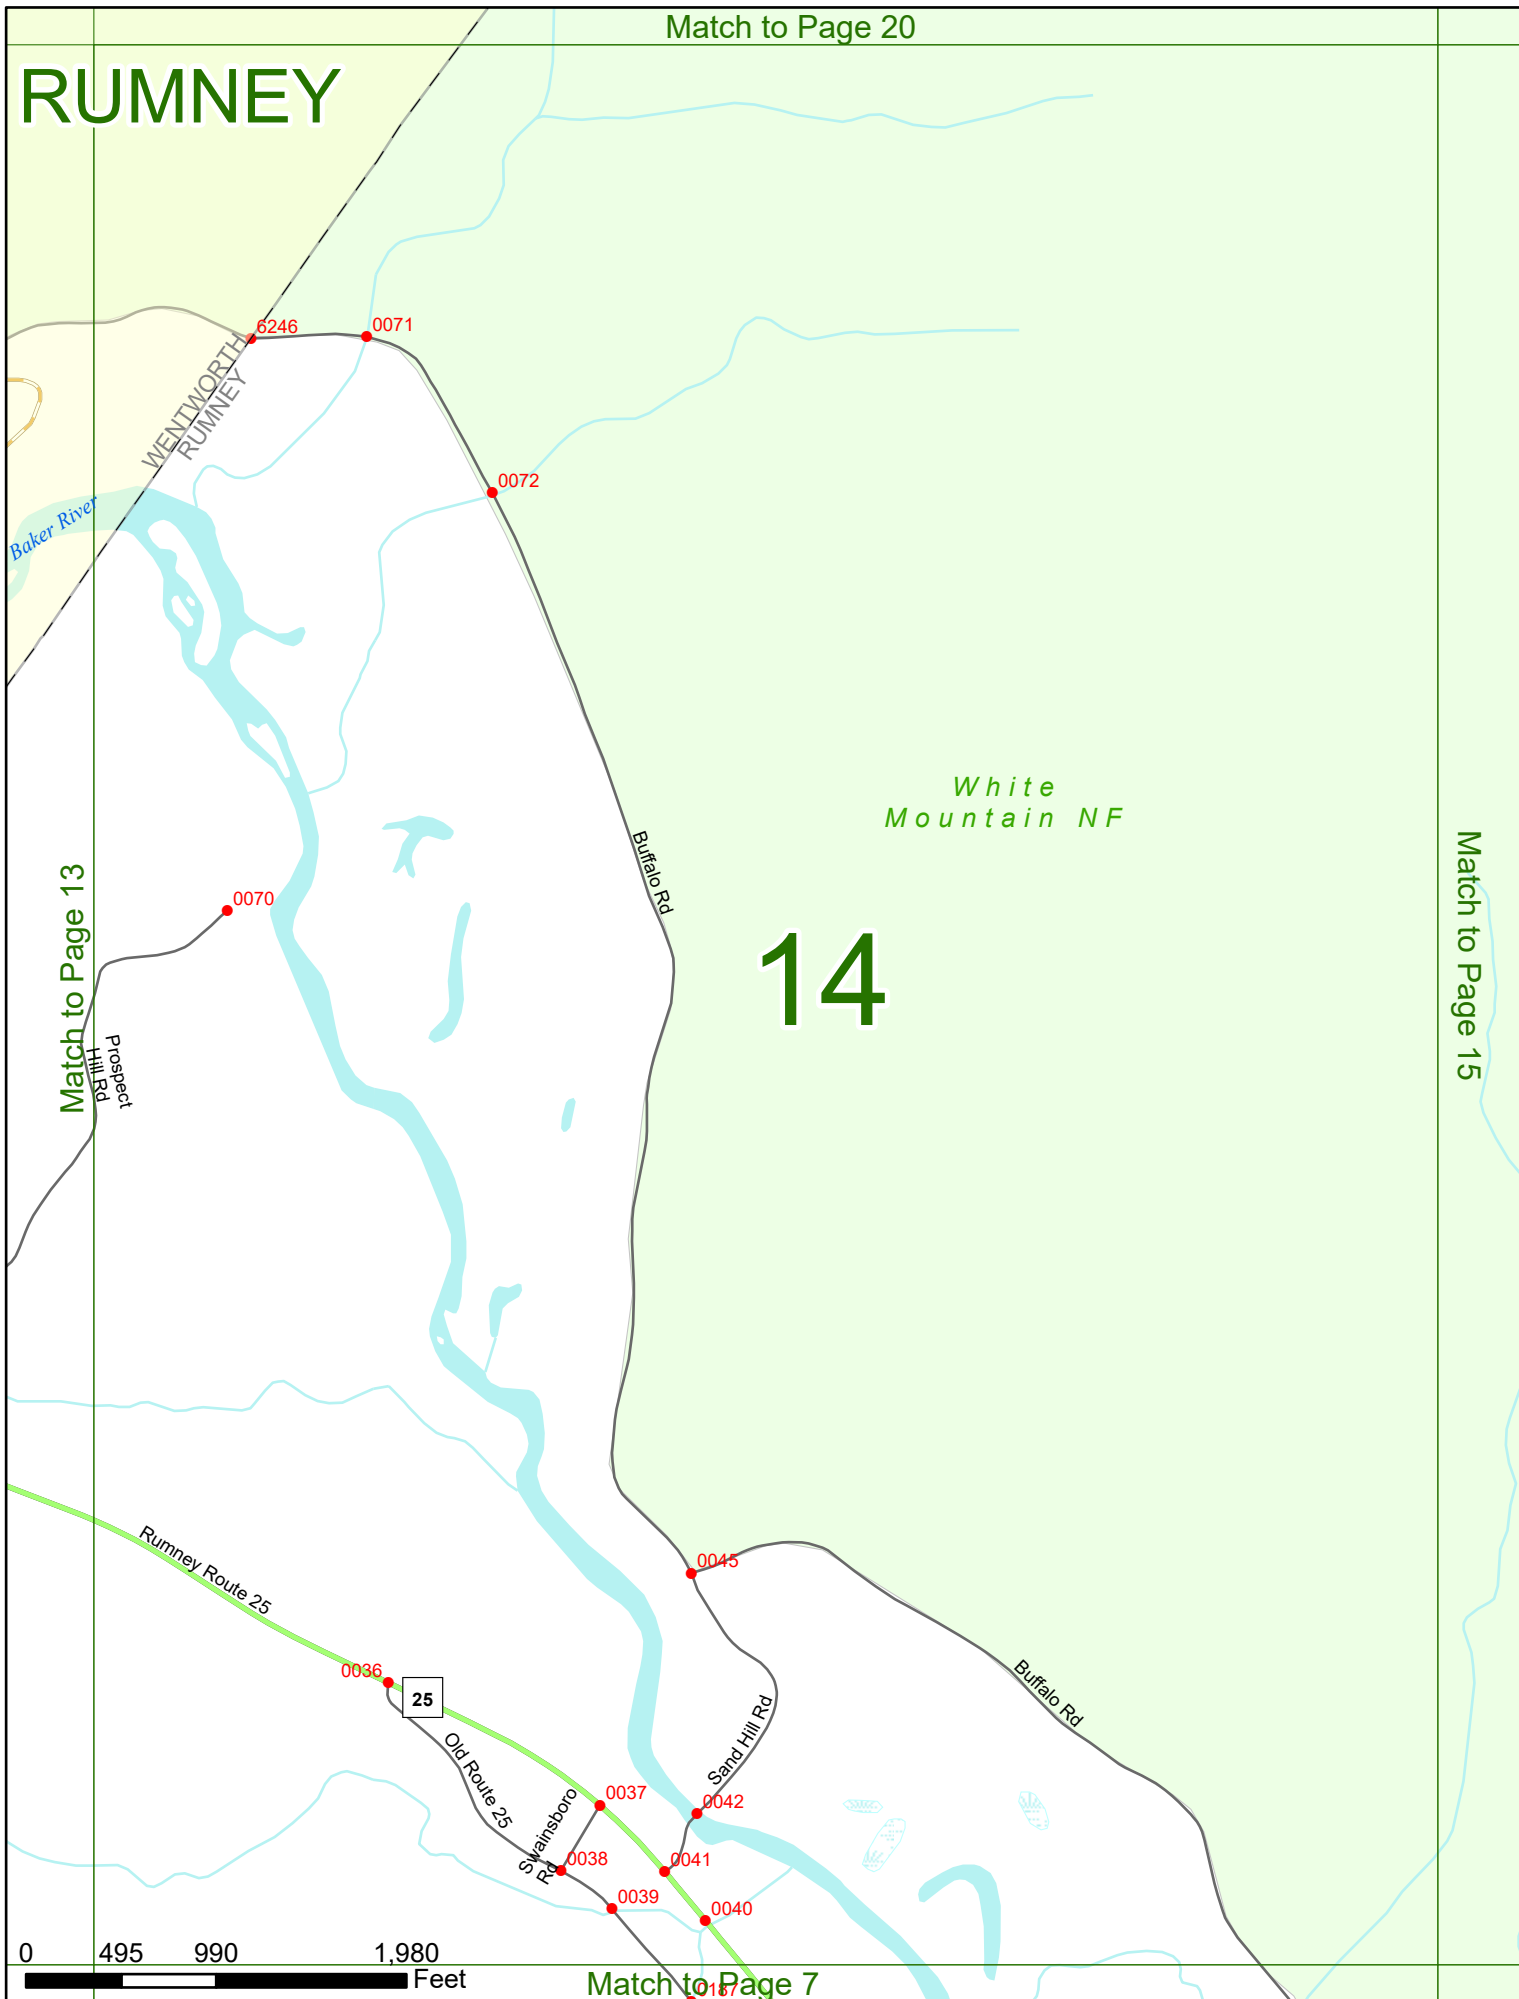 Match to Page 20
RUMNEY
6246
0071
WENTWORTH
RUMNEY
0072
Baker River
White
Mountain NF
Buffalo Rd
Match to Page 13
Match to Page 15
0070
14
Prospect
Hill Rd
0045
Rumney Route 25
0036
25
Buffalo Rd
Sand Hill Rd
Old Route 25
0037
0042
Swainsboro
Rd
0038
0041
0039
0040
0 495 990 1,980
Feet
Match to Page 7
0187